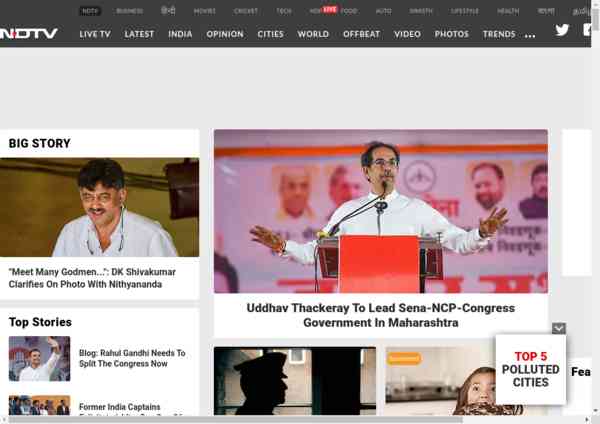 NDTV
BUSINESS
हिन्दी
MOVIES
CRICKET
TECH
LIVE
FOOD
AUTO
SWASTH
LIFESTYLE
HEALTH
বাংলা
NDTV
LIVE TV
LATEST
INDIA
OPINION
CITIES
WORLD
OFFBEAT
VIDEO
PHOTOS
TRENDS
BIG STORY
"Meet Many Godmen...": DK Shivakumar
Clarifies On Photo With Nithyananda
Top Stories
Blog: Rahul Gandhi Needs To
Split The Congress Now
Former India Captains
Uddhav Thackeray To Lead Sena-NCP-Congress
Government In Maharashtra
TOP 5
POLLUTED
CITIES
Fea